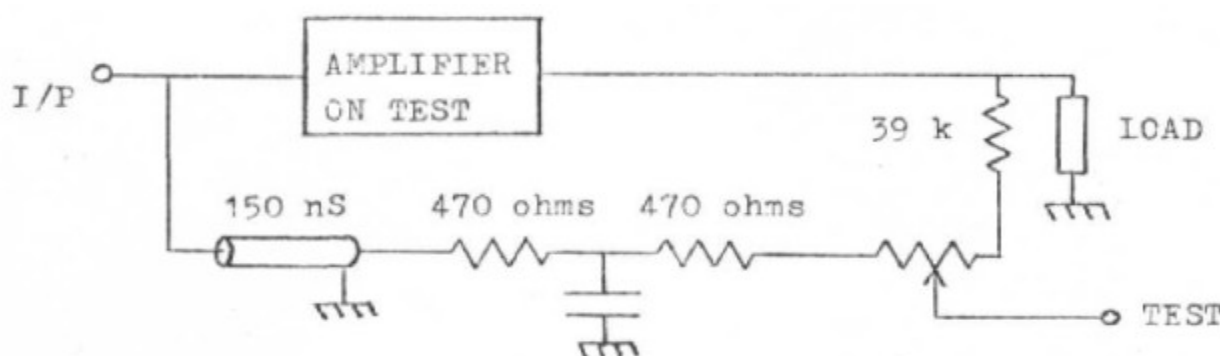 AMPLIFIER
ON TEST
I/P
39 k
LOAD
150 nS
470 ohms
470 ohms
TEST